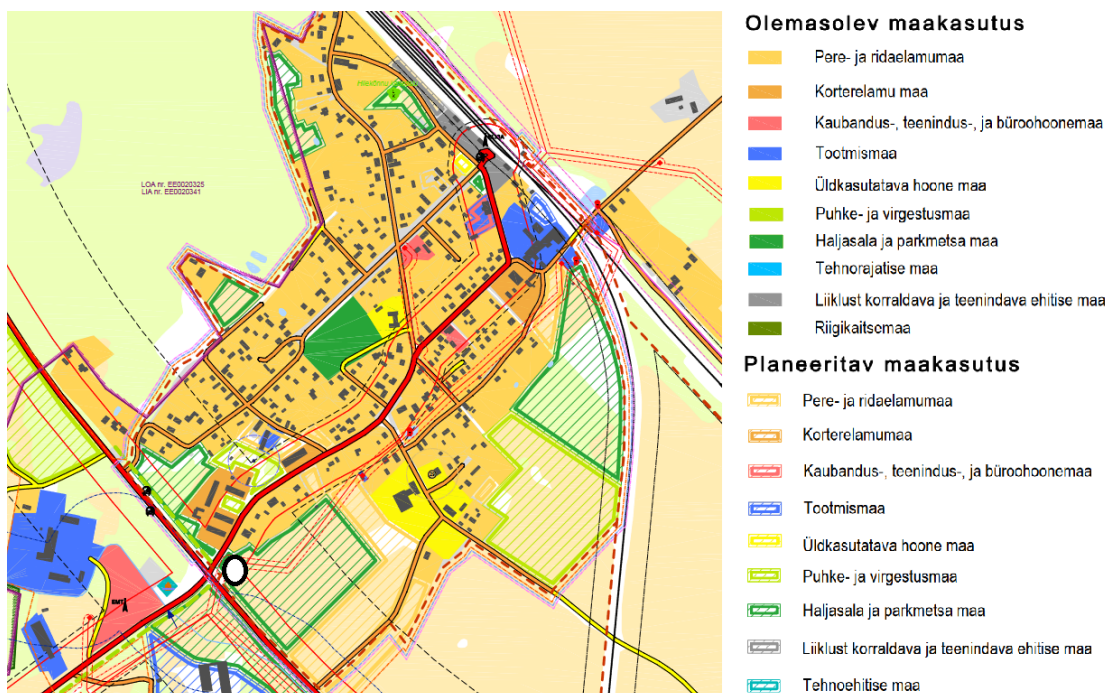 Olemasolev maakasutus
Pere- ja ridaelamumaa
Korterelamu maa
Kaubandus-, teenindus-, ja büroohoonemaa
Tootmismaa
Üldkasutatava hoone maa
Puhke- ja virgestusmaa
Haljasala ja parkmetsa maa
Tehnorajatise maa
Liiklust korraldava ja teenindava ehitise maa
Riigikaitsemaa
Planeeritav maakasutus
Pere- ja ridaelamumaa
Korterelamumaa
Kaubandus-, teenindus-, ja büroohoonemaa
Tootmismaa
Üldkasutatava hoone maa
Puhke- ja virgestusmaa
Haljasala ja parkmetsa maa
Liiklust korraldava ja teenindava ehitise maa
Tehnoehitise maa
LOA nr. EE0020325
LIA nr. EE0020341
EMT